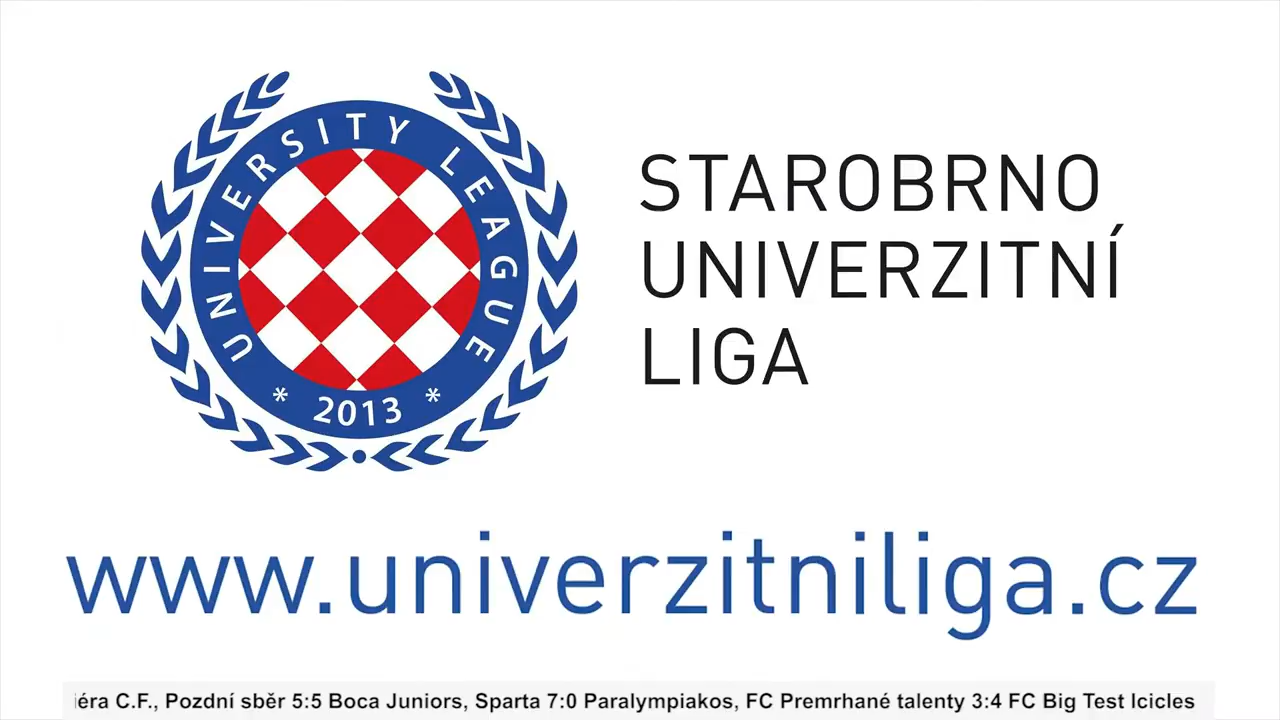 UNIVERSITY LEAGUE
* 2013 *
STAROBRNO
UNIVERZITNÍ
LIGA
www.univerzitniliga.cz
C.F., Pozdní sběr 5:5 Boca Juniors, Sparta 7:0 Paralympiakos, FC Premrhané talenty 3:4 FC Big Test Icicles